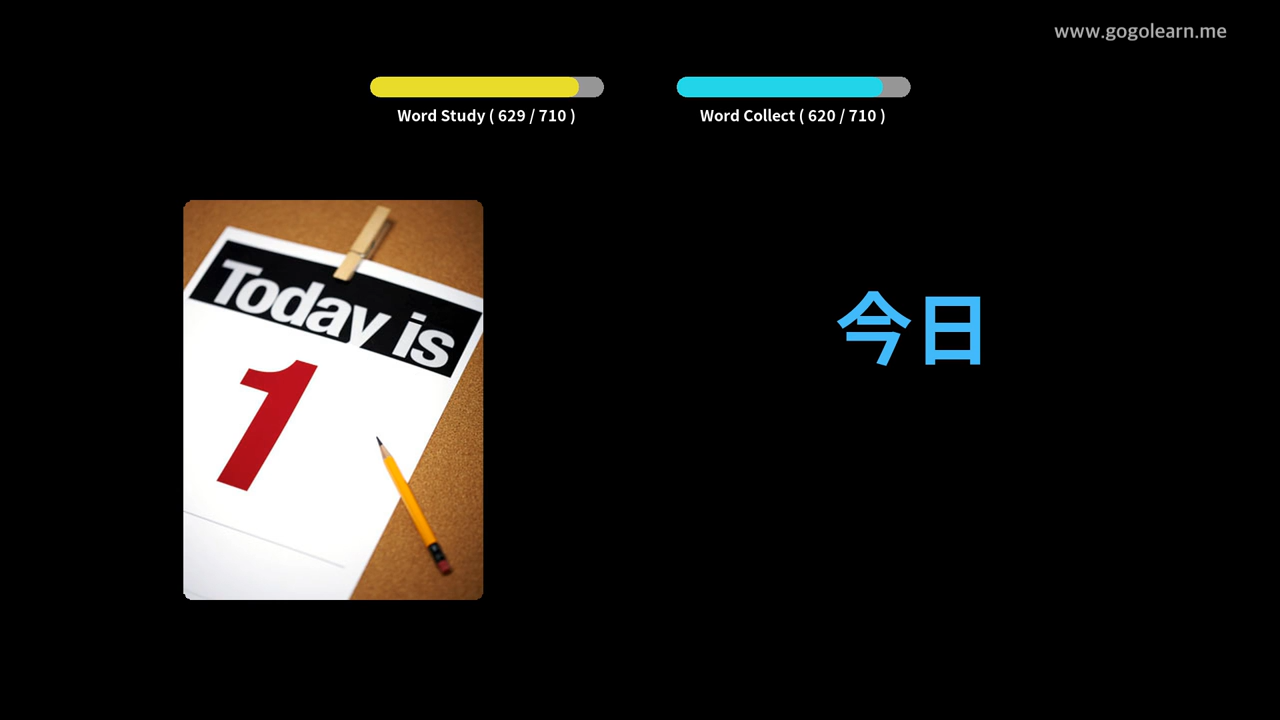 www.gogolearn.me
Word Study ( 629 / 710 )
Word Collect ( 620 / 710 )
Today is
1
今日